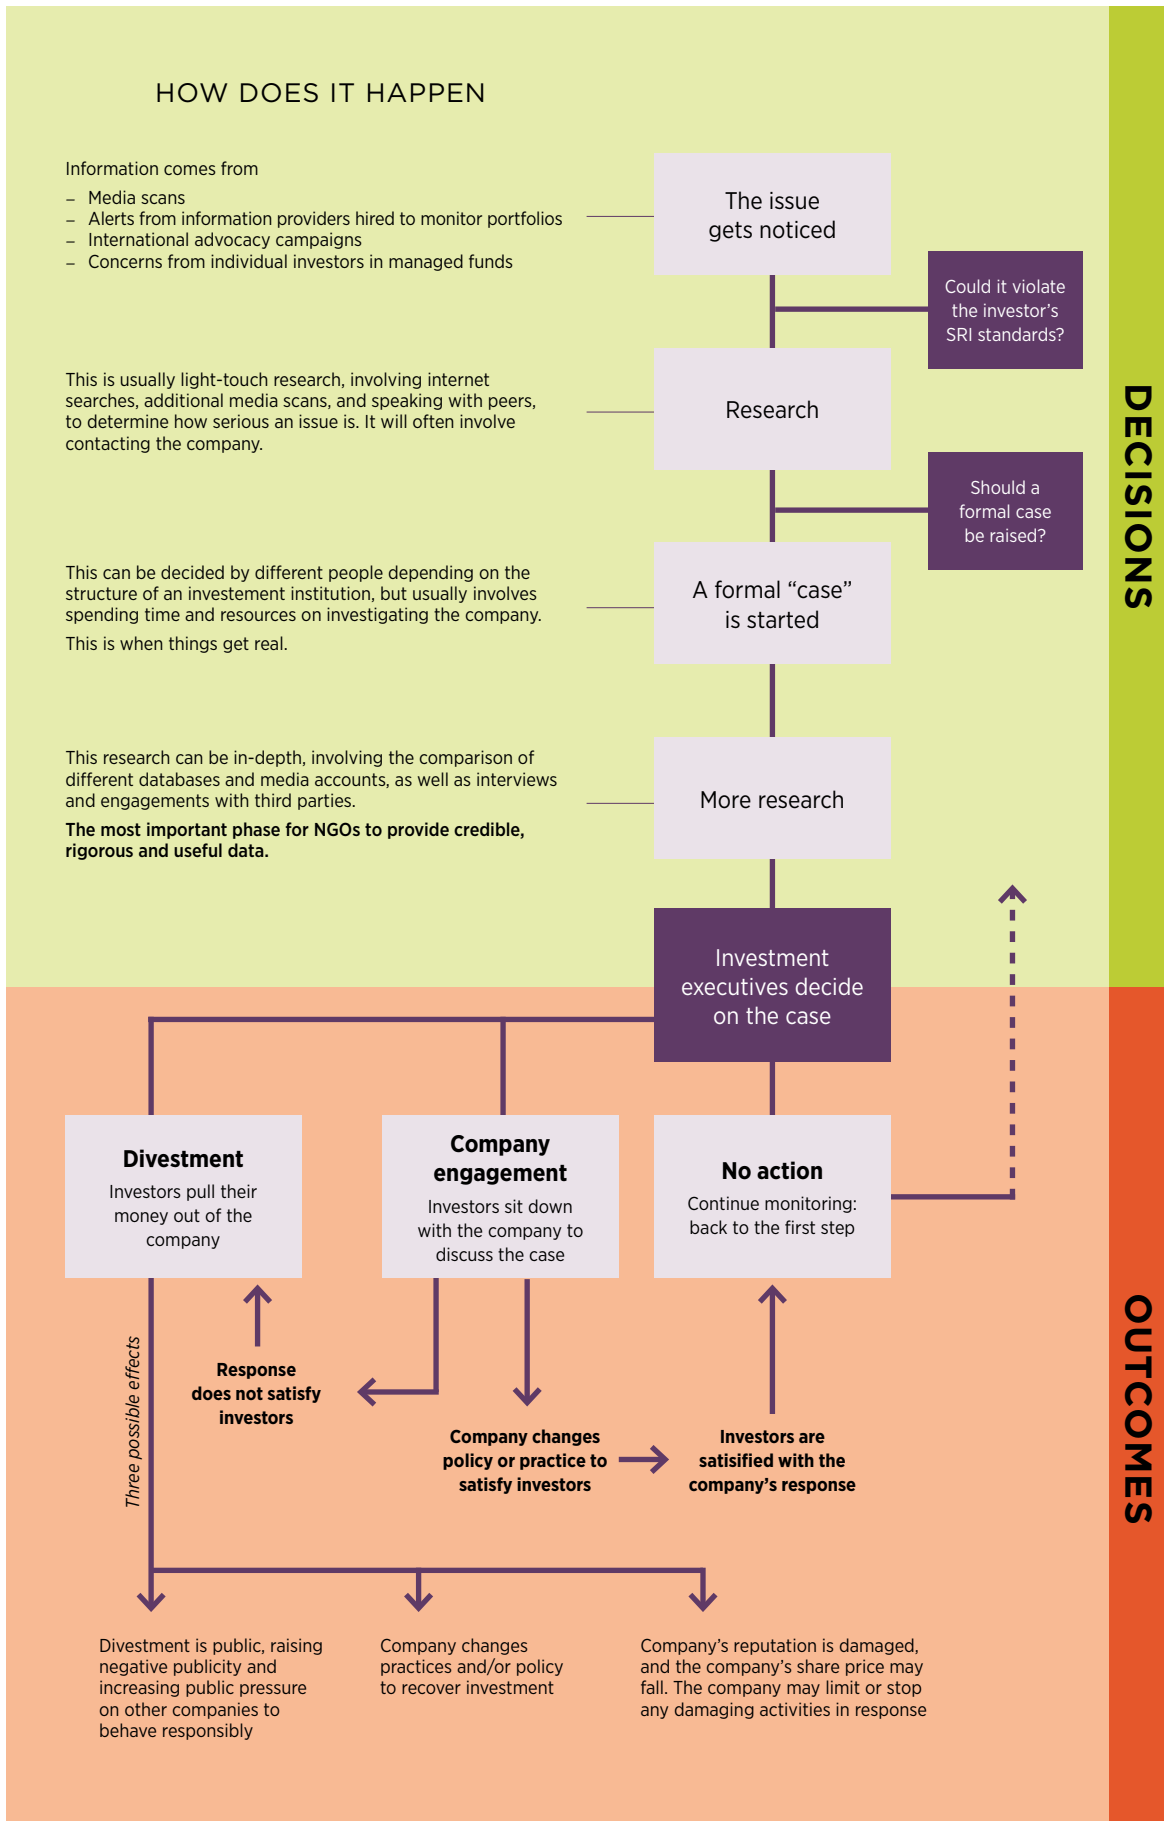 HOW DOES IT HAPPEN
Information comes from
– Media scans
– Alerts from information providers hired to monitor portfolios
– International advocacy campaigns
– Concerns from individual investors in managed funds
The issue
gets noticed
Could it violate
the investor’s
SRI standards?
This is usually light-touch research, involving internet
searches, additional media scans, and speaking with peers,
to determine how serious an issue is. It will often involve
contacting the company.
Research
Should a
formal case
be raised?
DECISIONS
This can be decided by different people depending on the
structure of an investement institution, but usually involves
spending time and resources on investigating the company.
This is when things get real.
A formal “case”
is started
This research can be in-depth, involving the comparison of
different databases and media accounts, as well as interviews
and engagements with third parties.
The most important phase for NGOs to provide credible,
rigorous and useful data.
More research
Investment
executives decide
on the case
Divestment
Investors pull their
money out of the
company
Company
engagement
Investors sit down
with the company to
discuss the case
No action
Continue monitoring:
back to the first step
OUTCOMES
Three possible effects
Response
does not satisfy
investors
Company changes
policy or practice to
satisfy investors
Investors are
satisified with the
company’s response
Divestment is public, raising
negative publicity and
increasing public pressure
on other companies to
behave responsibly
Company changes
practices and/or policy
to recover investment
Company’s reputation is damaged,
and the company’s share price may
fall. The company may limit or stop
any damaging activities in response